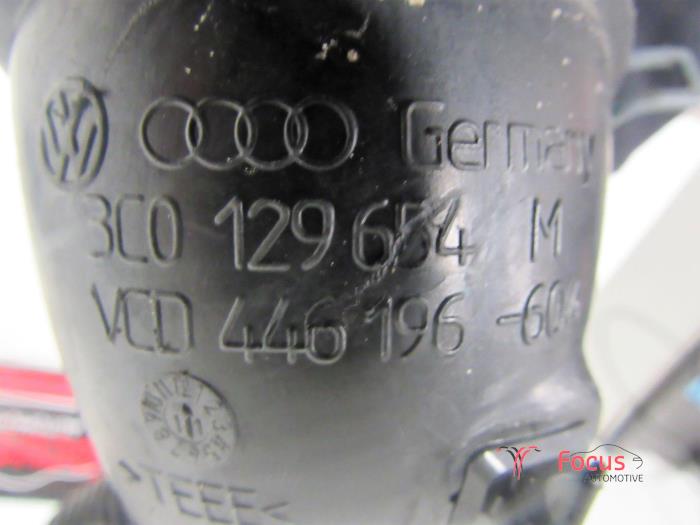 Germany
3C0 129 654 M
VCD 446 196 -604
>TEEE<
Focus
AUTOMOTIVE